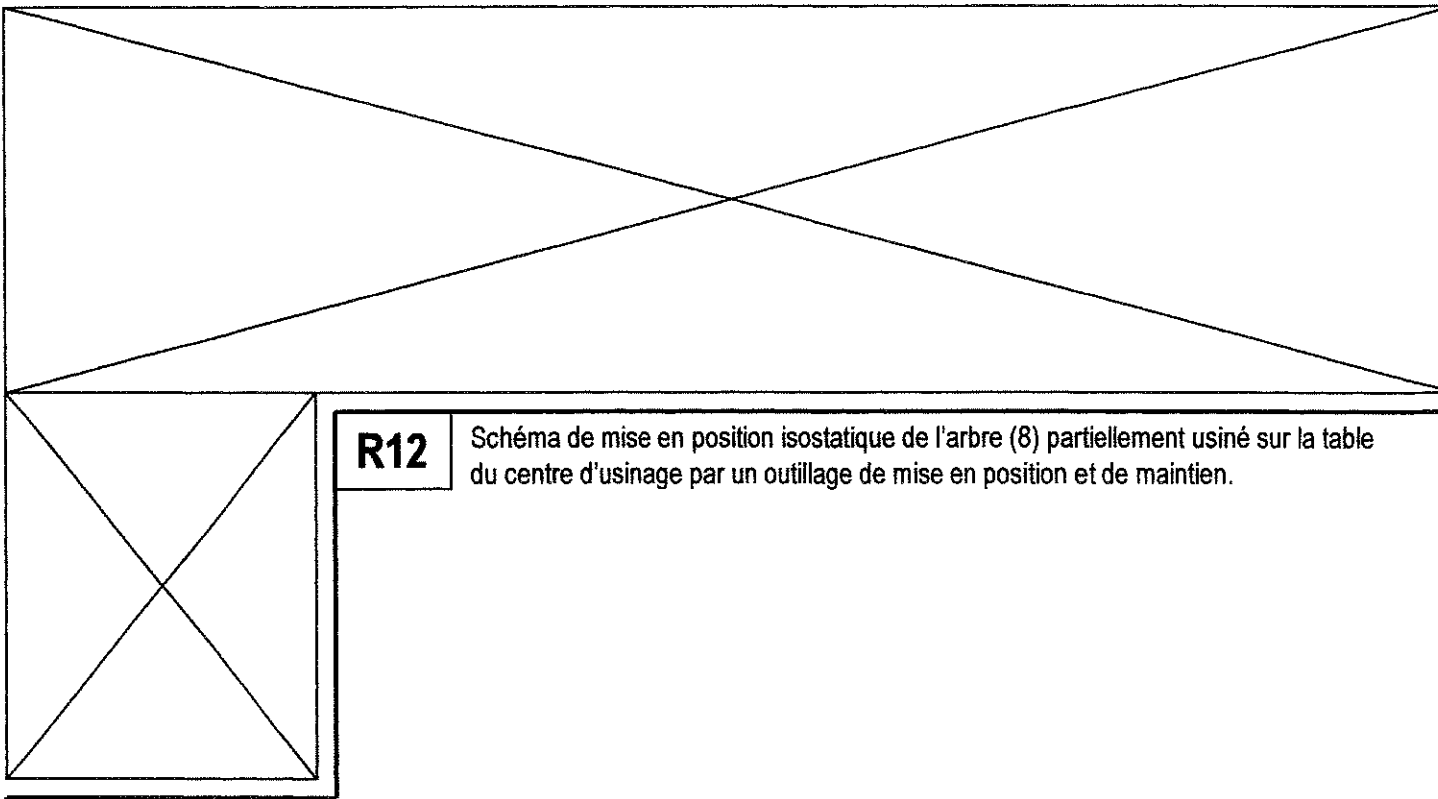 R12
Schéma de mise en position isostatique de l'arbre (8) partiellement usiné sur la table
du centre d'usinage par un outillage de mise en position et de maintien.